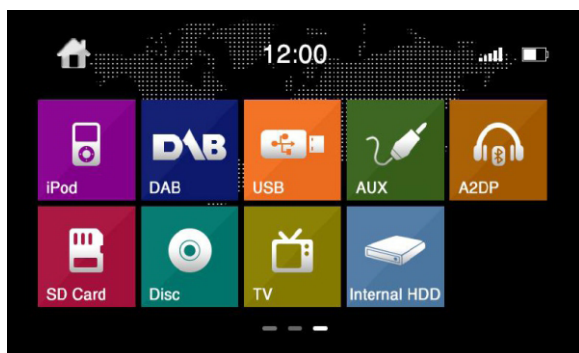 12:00
DAB
iPod
DAB
USB
AUX
A2DP
SD Card
Disc
TV
Internal HDD